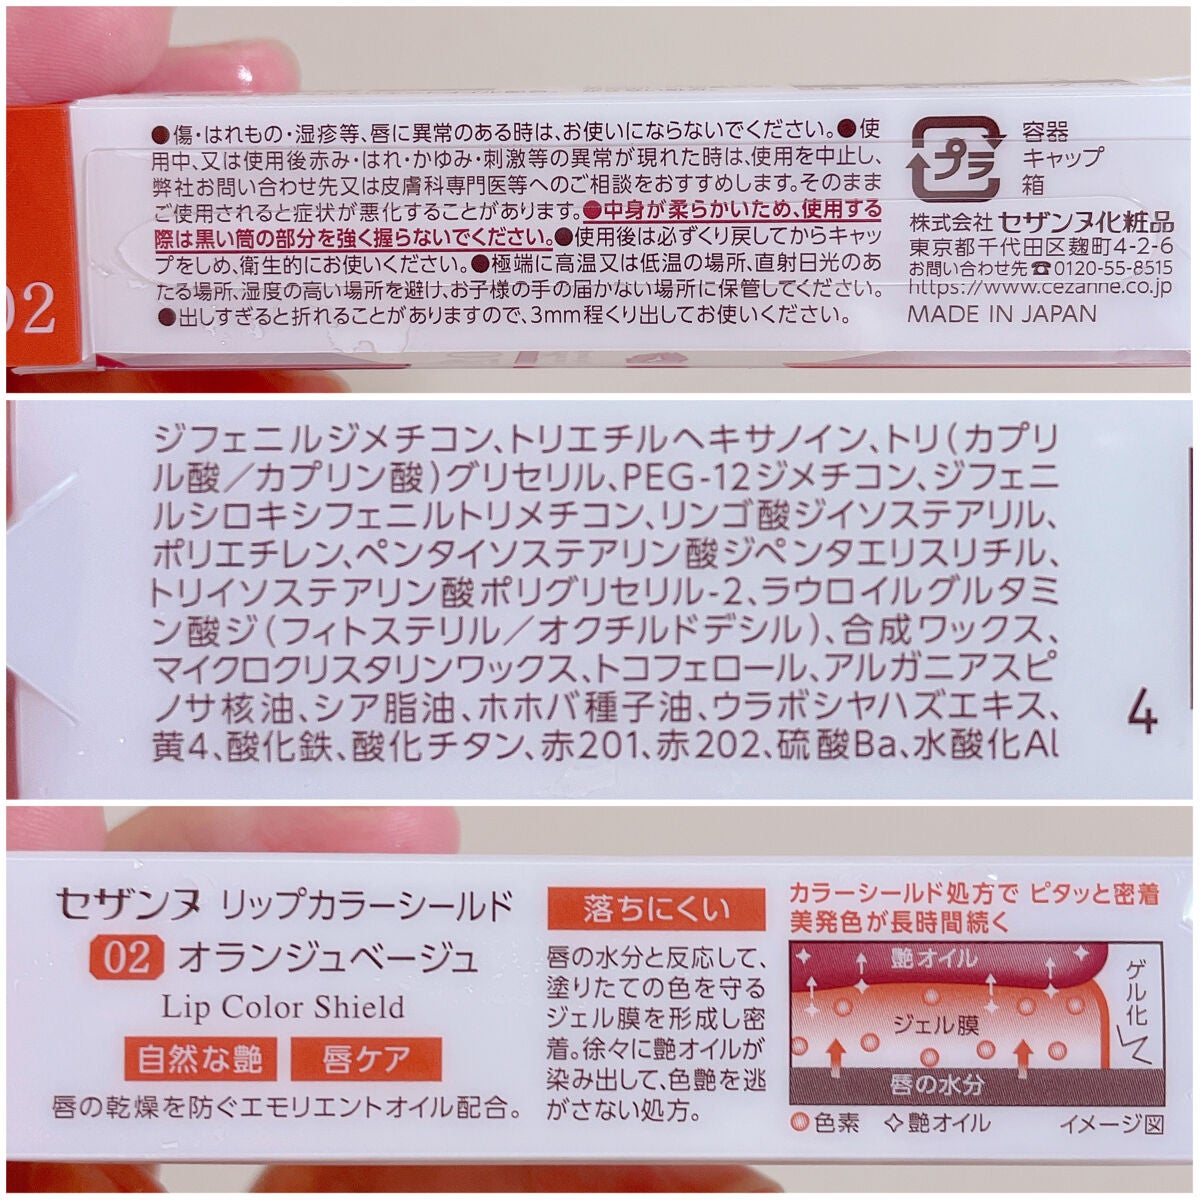 02
●傷・はれもの・湿疹等、唇に異常のある時は、お使いにならないでください。●使
用中、又は使用後赤み・はれ・かゆみ・刺激等の異常が現れた時は、使用を中止し、
弊社お問い合わせ先又は皮膚科専門医等へのご相談をおすすめします。そのまま
ご使用されると症状が悪化することがあります。●中身が柔らかいため、使用する
際は黒い筒の部分を強く握らないでください。●使用後は必ずくり戻してからキャッ
プをしめ、衛生的にお使いください。●極端に高温又は低温の場所、直射日光のあ
たる場所、湿度の高い場所を避け、お子様の手の届かない場所に保管してください。
●出しすぎると折れることがありますので、3mm程くり出してお使いください。
プラ
容器
キャップ
箱
株式会社 セザンヌ化粧品
東京都千代田区麹町4-2-6
お問い合わせ先☎0120-55-8515
https://www.cezanne.co.jp
MADE IN JAPAN
ジフェニルジメチコン、トリエチルヘキサノイン、トリ(カプリ
ル酸/カプリン酸)グリセリル、PEG-12ジメチコン、ジフェニ
ルシロキシフェニルトリメチコン、リンゴ酸ジイソステアリル、
ポリエチレン、ペンタイソステアリン酸ジペンタエリスリチル、
トリイソステアリン酸ポリグリセリル-2、ラウロイルグルタミ
ン酸ジ(フィトステリル/オクチルドデシル)、合成ワックス、
マイクロクリスタリンワックス、トコフェロール、アルガニアスピ
ノサ核油、シア脂油、ホホバ種子油、ウラボシヤハズエキス、
黄4、酸化鉄、酸化チタン、赤201、赤202、硫酸Ba、水酸化Al
4
セザンヌ リップカラーシールド
02 オランジュベージュ
Lip Color Shield
自然な艶 唇ケア
唇の乾燥を防ぐエモリエントオイル配合。
落ちにくい
唇の水分と反応して、
塗りたての色を守る
ジェル膜を形成し密
着。徐々に艶オイルが
染み出して、色艶を逃
がさない処方。
カラーシールド処方で ピタッと密着
美発色が長時間続く
艶オイル
ジェル膜
唇の水分
ゲル化
色素 艶オイル イメージ図